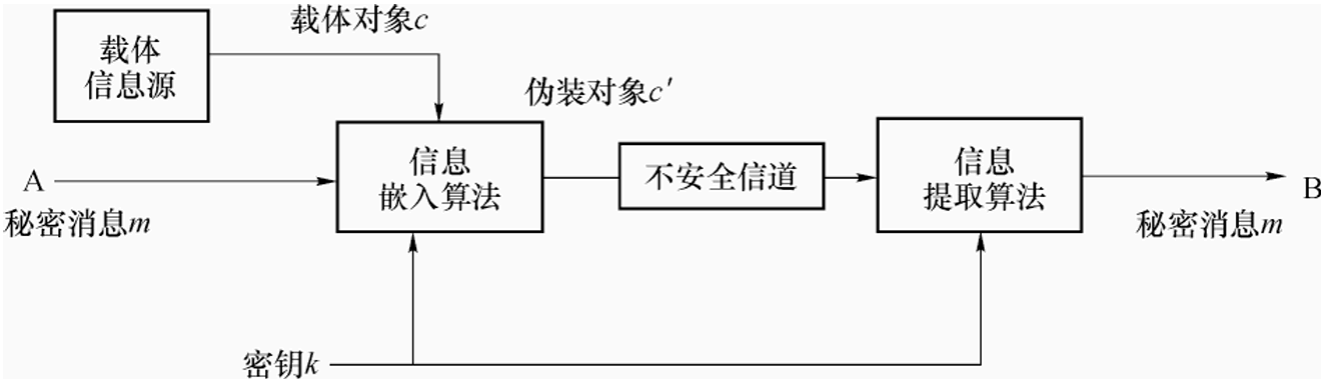 载体对象c
载体
信息源
伪装对象c′
信息
嵌入算法
不安全信道
信息
提取算法
A
B
秘密消息m
秘密消息m
密钥k